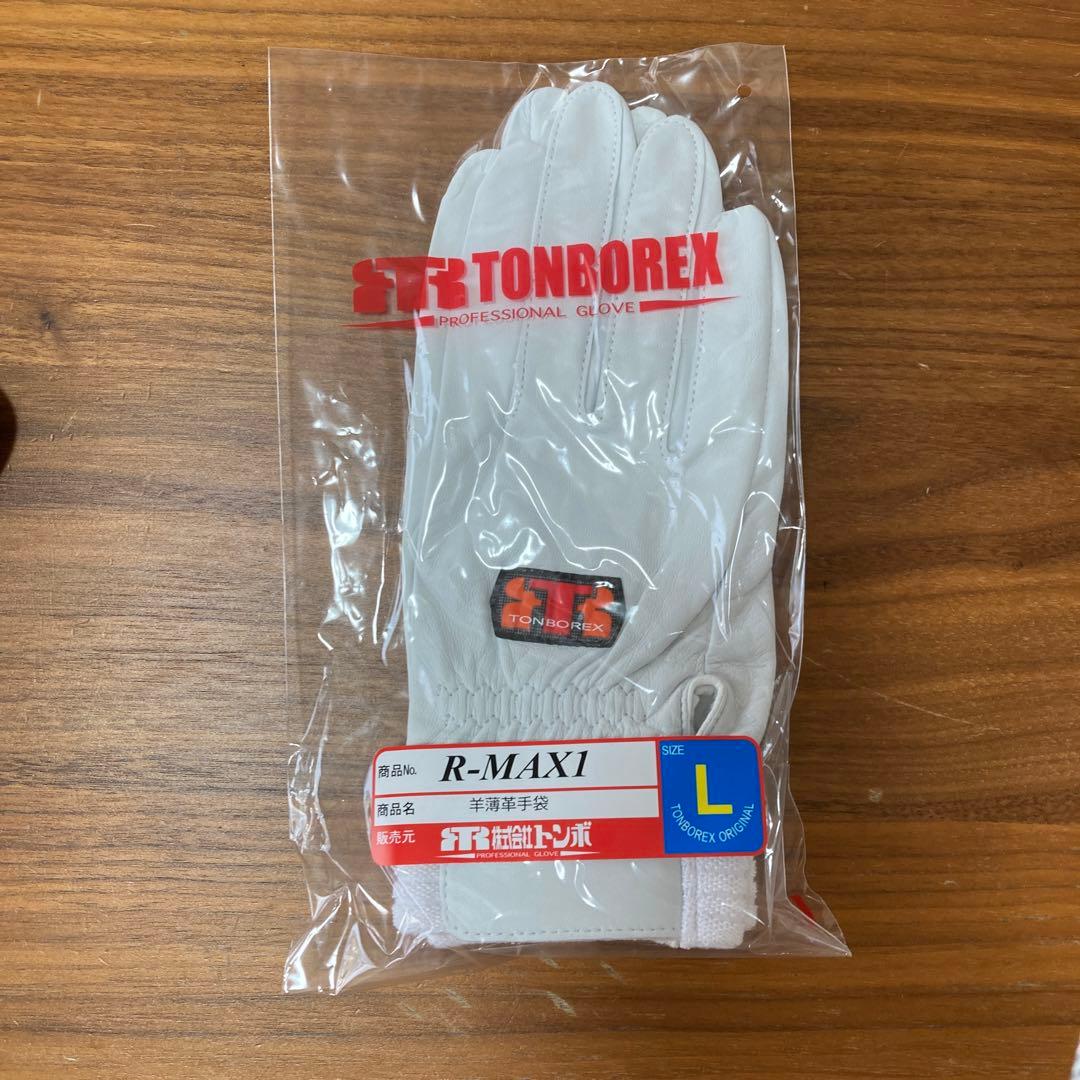 TONBOREX
PROFESSIONAL GLOVE
TONBOREX
商品No. R-MAX1
商品名 羊薄革手袋
販売元 株式会社トンボ
PROFESSIONAL GLOVE
SIZE
L
TONBOREX ORIGINAL